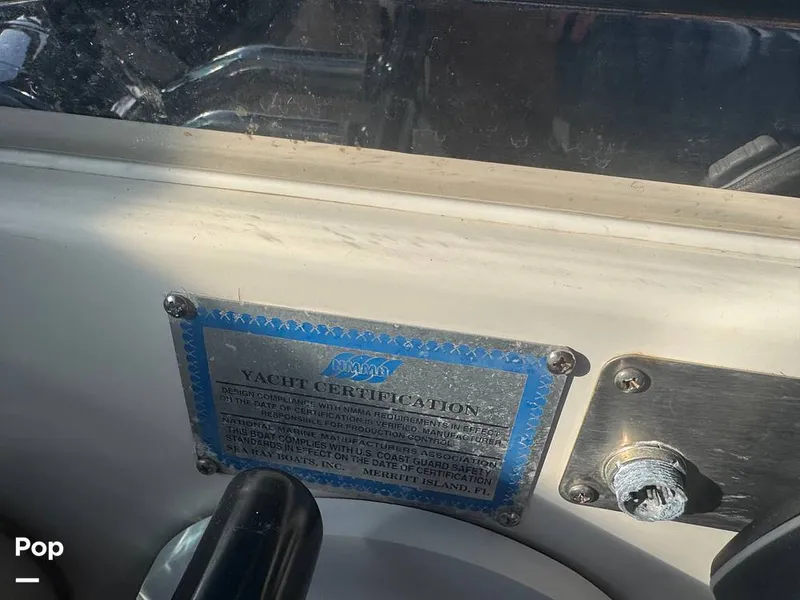 NMMA
YACHT CERTIFICATION
DESIGN COMPLIANCE WITH NMMA REQUIREMENTS IN EFFECT
ON THE DATE OF CERTIFICATION IS VERIFIED. MANUFACTURER
RESPONSIBLE FOR PRODUCTION CONTROL.
NATIONAL MARINE MANUFACTURERS ASSOCIATION
THIS BOAT COMPLIES WITH U.S. COAST GUARD SAFETY
STANDARDS IN EFFECT ON THE DATE OF CERTIFICATION
SEA RAY BOATS, INC. MERRITT ISLAND, FL
Pop